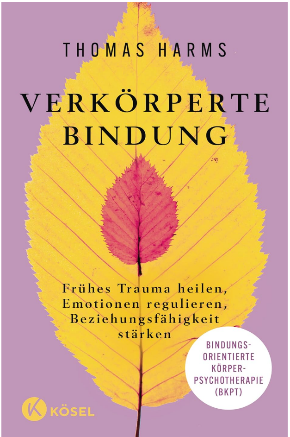 THOMAS HARMS
VERKÖRPERTE
BINDUNG
Frühes Trauma heilen,
Emotionen regulieren,
Beziehungsfähigkeit
stärken
BINDUNGS-
ORIENTIERTE
KÖRPER-
PSYCHOTHERAPIE
(BKPT)
KÖSEL